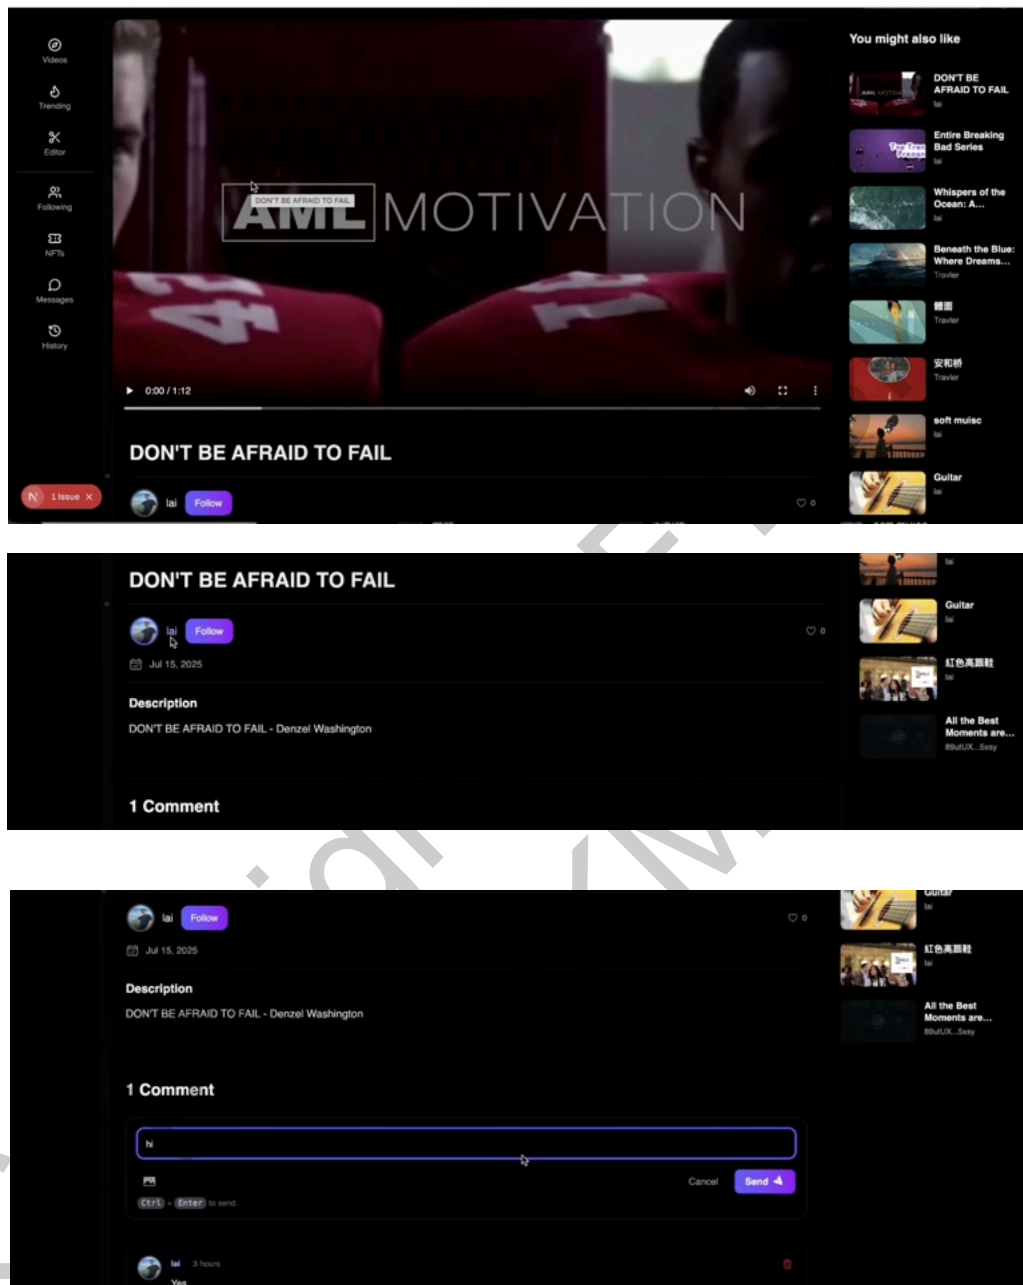 Videos
Trending
Editor
Following
NFTs
Messages
History
N 1 Issue X
AML MOTIVATION
DON'T BE AFRAID TO FAIL
0:00 / 1:12
DON'T BE AFRAID TO FAIL
lai Follow 0
You might also like
DON'T BE
AFRAID TO FAIL
lai
Entire Breaking
Bad Series
lai
Whispers of the
Ocean: A...
lai
Beneath the Blue:
Where Dreams...
Travler
體面
Travler
安和桥
Travler
soft muisc
lai
Guitar
lai
DON'T BE AFRAID TO FAIL
lai Follow 0
Jul 15, 2025
Description
DON'T BE AFRAID TO FAIL - Denzel Washington
1 Comment
lai
Guitar
lai
紅色高跟鞋
lai
All the Best
Moments are...
89utUX...5xsy
lai Follow 0
Jul 15, 2025
Description
DON'T BE AFRAID TO FAIL - Denzel Washington
1 Comment
hi
Cancel Send
Ctrl + Enter to send
lai · 3 hours
Yes
Guitar
lai
紅色高跟鞋
lai
All the Best
Moments are...
89utUX...5xsy